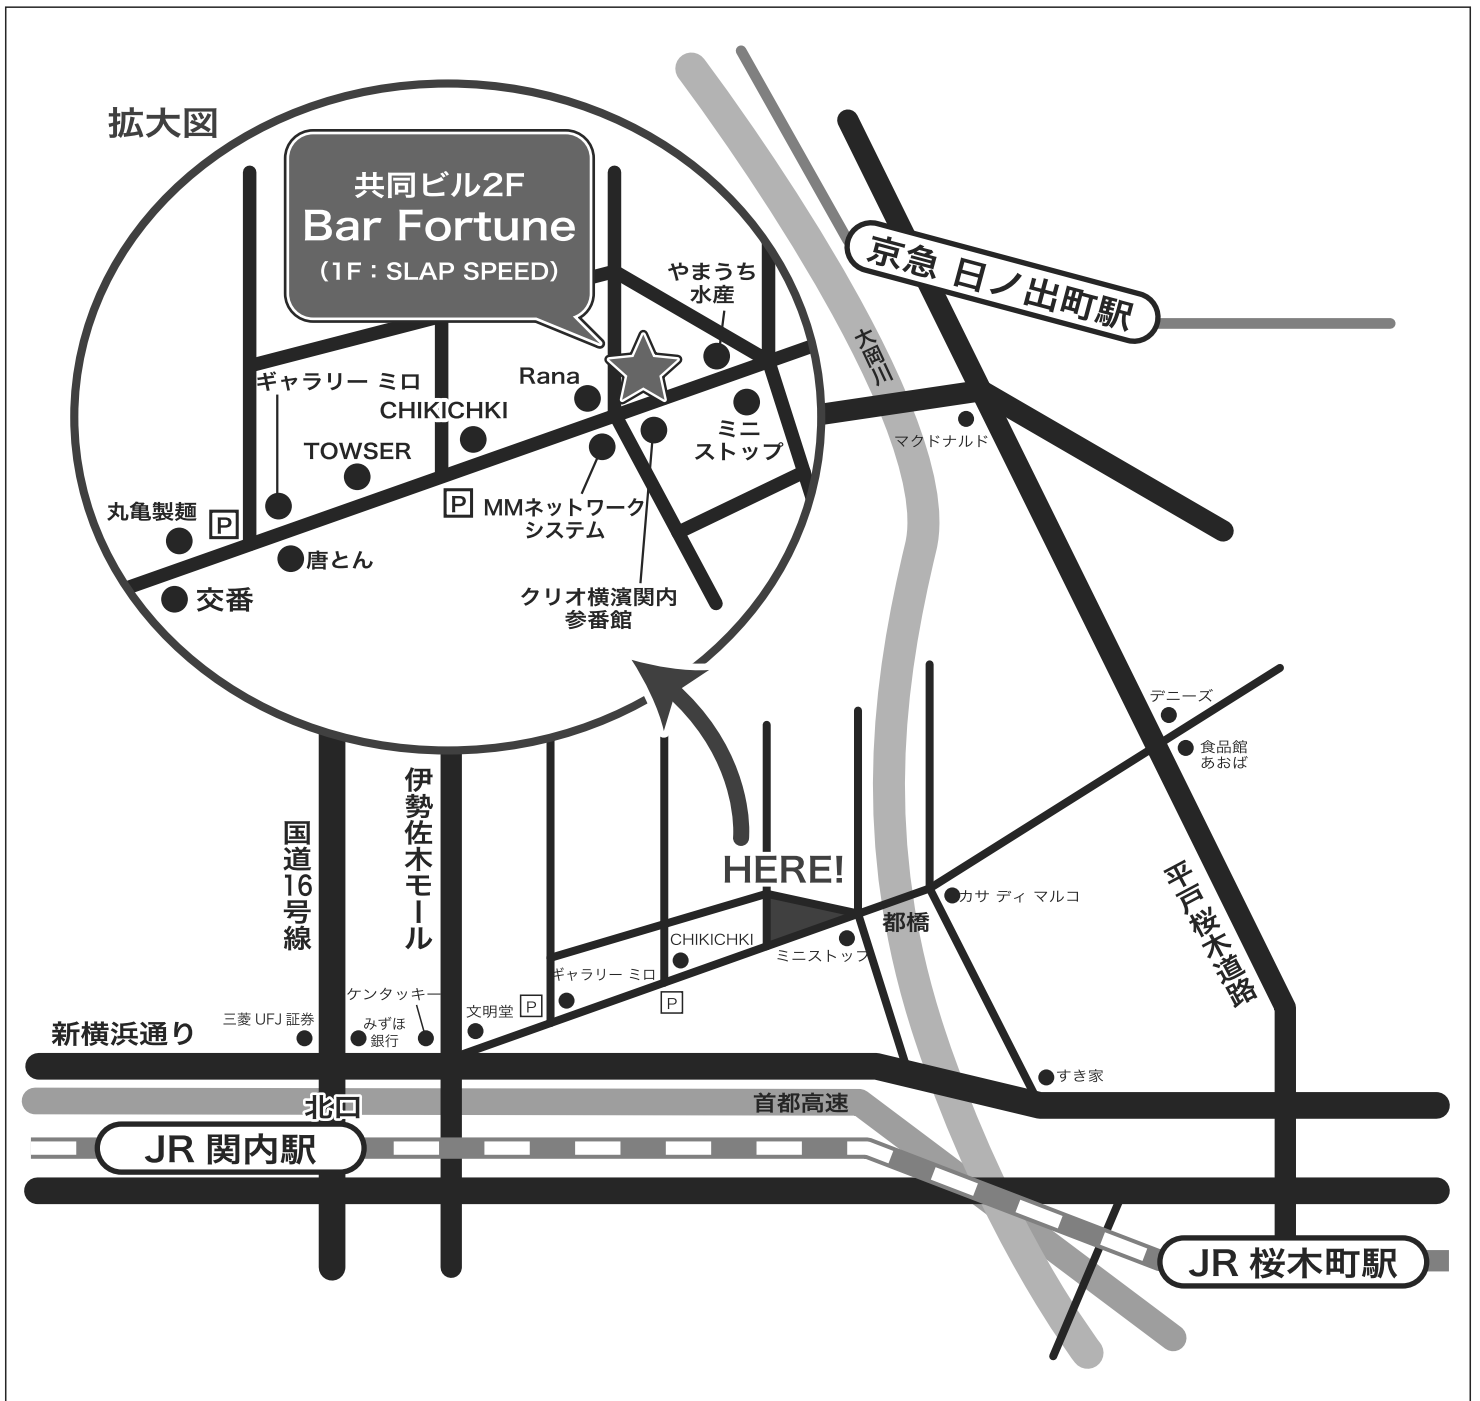 拡大図
共同ビル2F
Bar Fortune
（1F：SLAP SPEED）
やまうち
水産
Rana
ギャラリー ミロ
CHIKICHKI
TOWSER
ミニ
ストップ
丸亀製麺
P
P
MMネットワーク
システム
唐とん
交番
クリオ横濱関内
参番館
京急 日ノ出町駅
大岡川
マクドナルド
デニーズ
食品館
あおば
国道16号線
伊勢佐木モール
HERE!
平戸桜木道路
カサ ディ マルコ
都橋
CHIKICHKI
ミニストップ
ギャラリー ミロ
ケンタッキー
P
P
文明堂
三菱 UFJ 証券
みずほ
銀行
新横浜通り
すき家
北口
首都高速
JR 関内駅
JR 桜木町駅